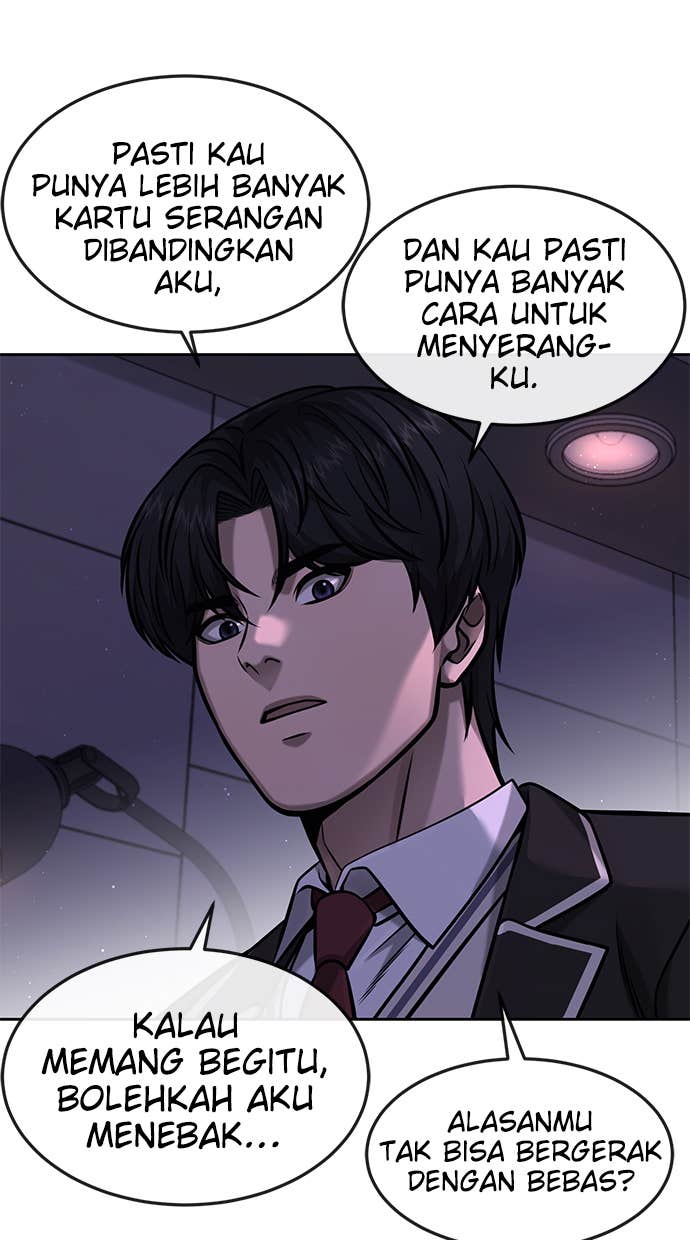 PASTI KAU
PUNYA LEBIH BANYAK
KARTU SERANGAN
DIBANDINGKAN
AKU,
DAN KAU PASTI
PUNYA BANYAK
CARA UNTUK
MENYERANG-
KU.
KALAU
MEMANG BEGITU,
BOLEHKAH AKU
MENEBAK...
ALASANMU
TAK BISA BERGERAK
DENGAN BEBAS?